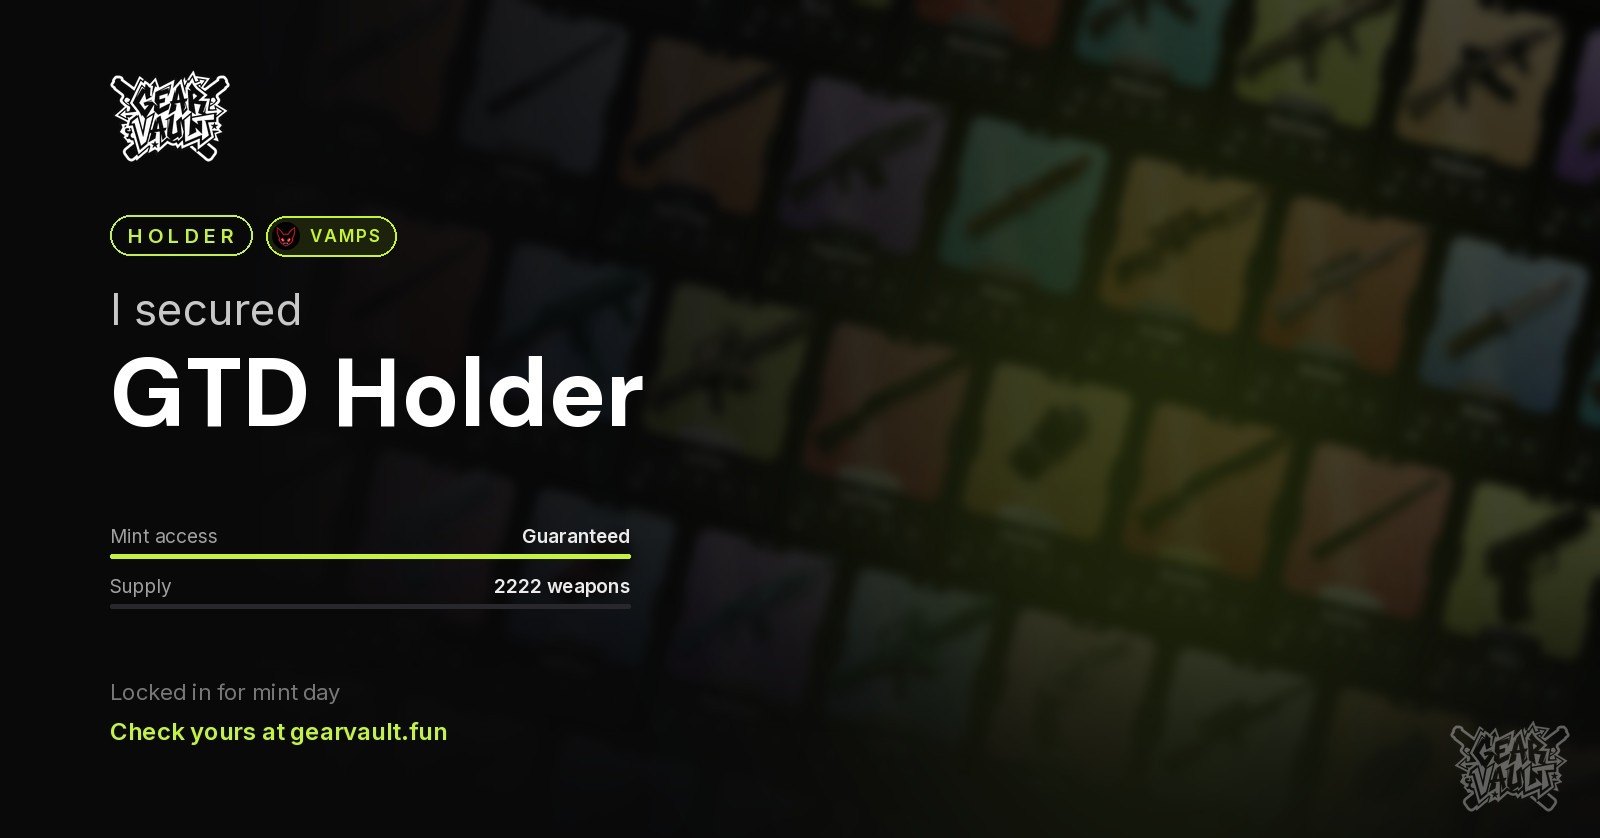 GEAR
VAULT
HOLDER
VAMPS
I secured
GTD Holder
Mint access Guaranteed
Supply 2222 weapons
Locked in for mint day
Check yours at gearvault.fun
GEAR
VAULT